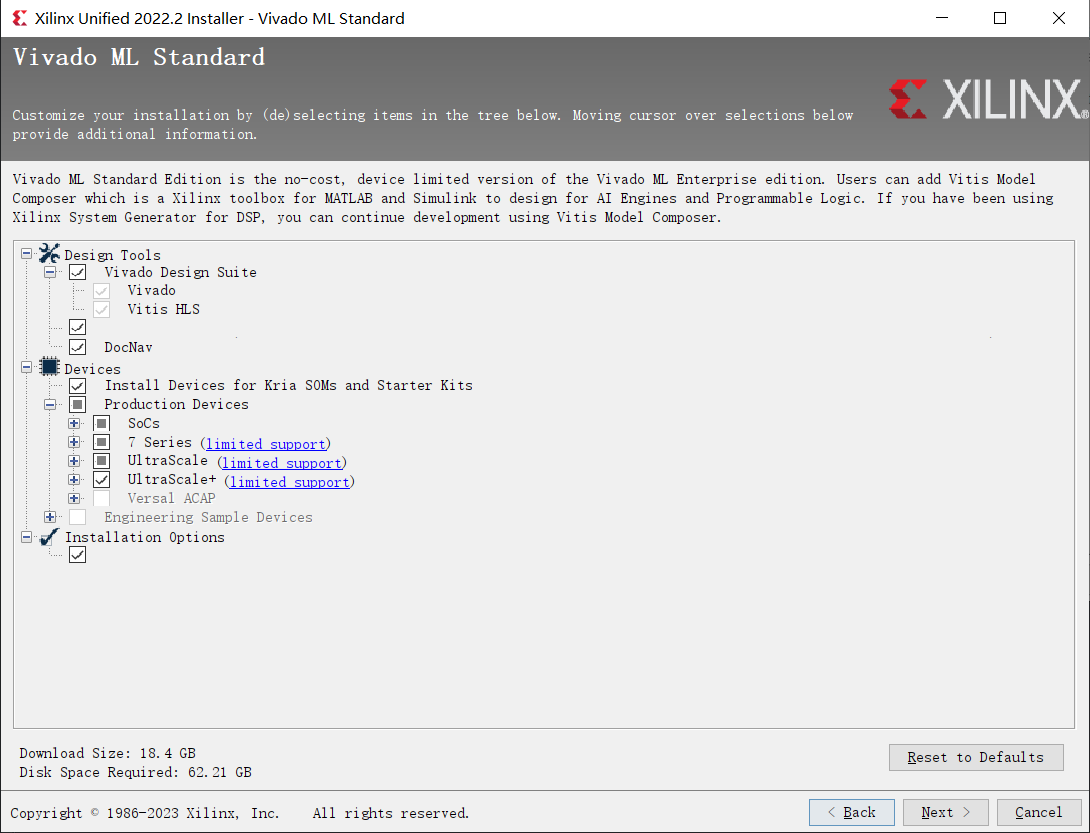 Xilinx Unified 2022.2 Installer - Vivado ML Standard
Vivado ML Standard
Customize your installation by (de)selecting items in the tree below. Moving cursor over selections below
provide additional information.
XILINX®
Vivado ML Standard Edition is the no-cost, device limited version of the Vivado ML Enterprise edition. Users can add Vitis Model
Composer which is a Xilinx toolbox for MATLAB and Simulink to design for AI Engines and Programmable Logic. If you have been using
Xilinx System Generator for DSP, you can continue development using Vitis Model Composer.
Design Tools
Vivado Design Suite
Vivado
Vitis HLS
DocNav
Devices
Install Devices for Kria SOMs and Starter Kits
Production Devices
SoCs
7 Series (limited support)
UltraScale (limited support)
UltraScale+ (limited support)
Versal ACAP
Engineering Sample Devices
Installation Options
Download Size: 18.4 GB
Disk Space Required: 62.21 GB
Reset to Defaults
Copyright © 1986-2023 Xilinx, Inc. All rights reserved.
< Back
Next >
Cancel